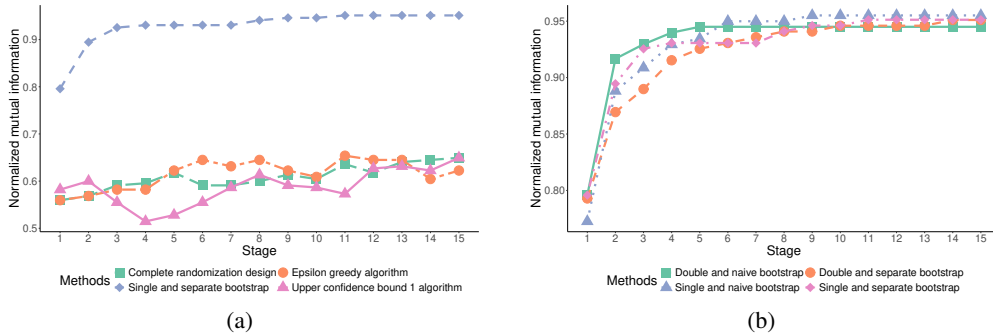 Normalized mutual information
0.9
0.8
0.7
0.6
0.5
1 2 3 4 5 6 7 8 9 10 11 12 13 14 15
Stage
Methods
Complete randomization design
Epsilon greedy algorithm
Single and separate bootstrap
Upper confidence bound 1 algorithm
(a)
Normalized mutual information
0.95
0.90
0.85
0.80
1 2 3 4 5 6 7 8 9 10 11 12 13 14 15
Stage
Methods
Double and naive bootstrap
Double and separate bootstrap
Single and naive bootstrap
Single and separate bootstrap
(b)